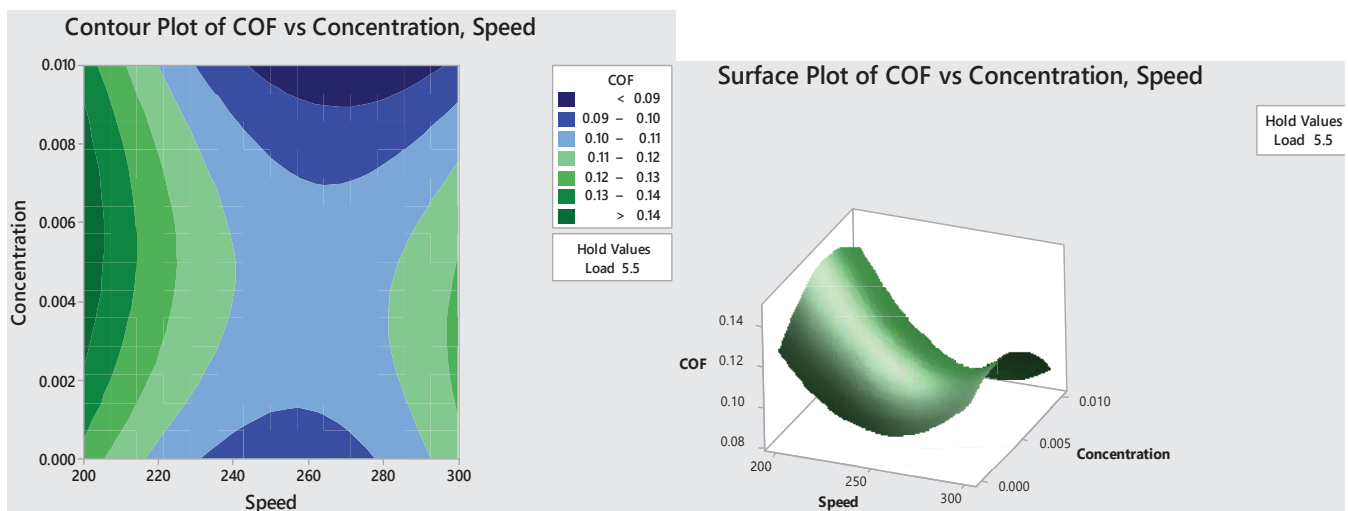 Contour Plot of COF vs Concentration, Speed
0.010
0.008
0.006
0.004
0.002
0.000
Concentration
200 220 240 260 280 300
Speed
COF
< 0.09
0.09 – 0.10
0.10 – 0.11
0.11 – 0.12
0.12 – 0.13
0.13 – 0.14
> 0.14
Hold Values
Load 5.5
Surface Plot of COF vs Concentration, Speed
Hold Values
Load 5.5
0.14
0.12
0.10
0.08
COF
200
250
300
Speed
0.010
0.005
0.000
Concentration